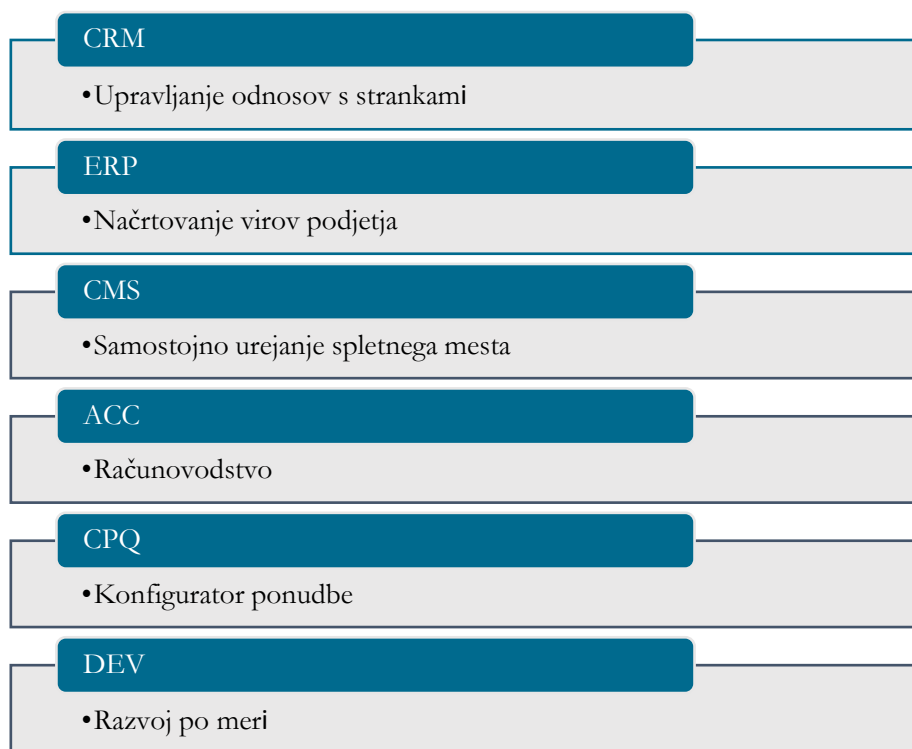 CRM
•Upravljanje odnosov s strankami
ERP
•Načrtovanje virov podjetja
CMS
•Samostojno urejanje spletnega mesta
ACC
•Računovodstvo
CPQ
•Konfigurator ponudbe
DEV
•Razvoj po meri